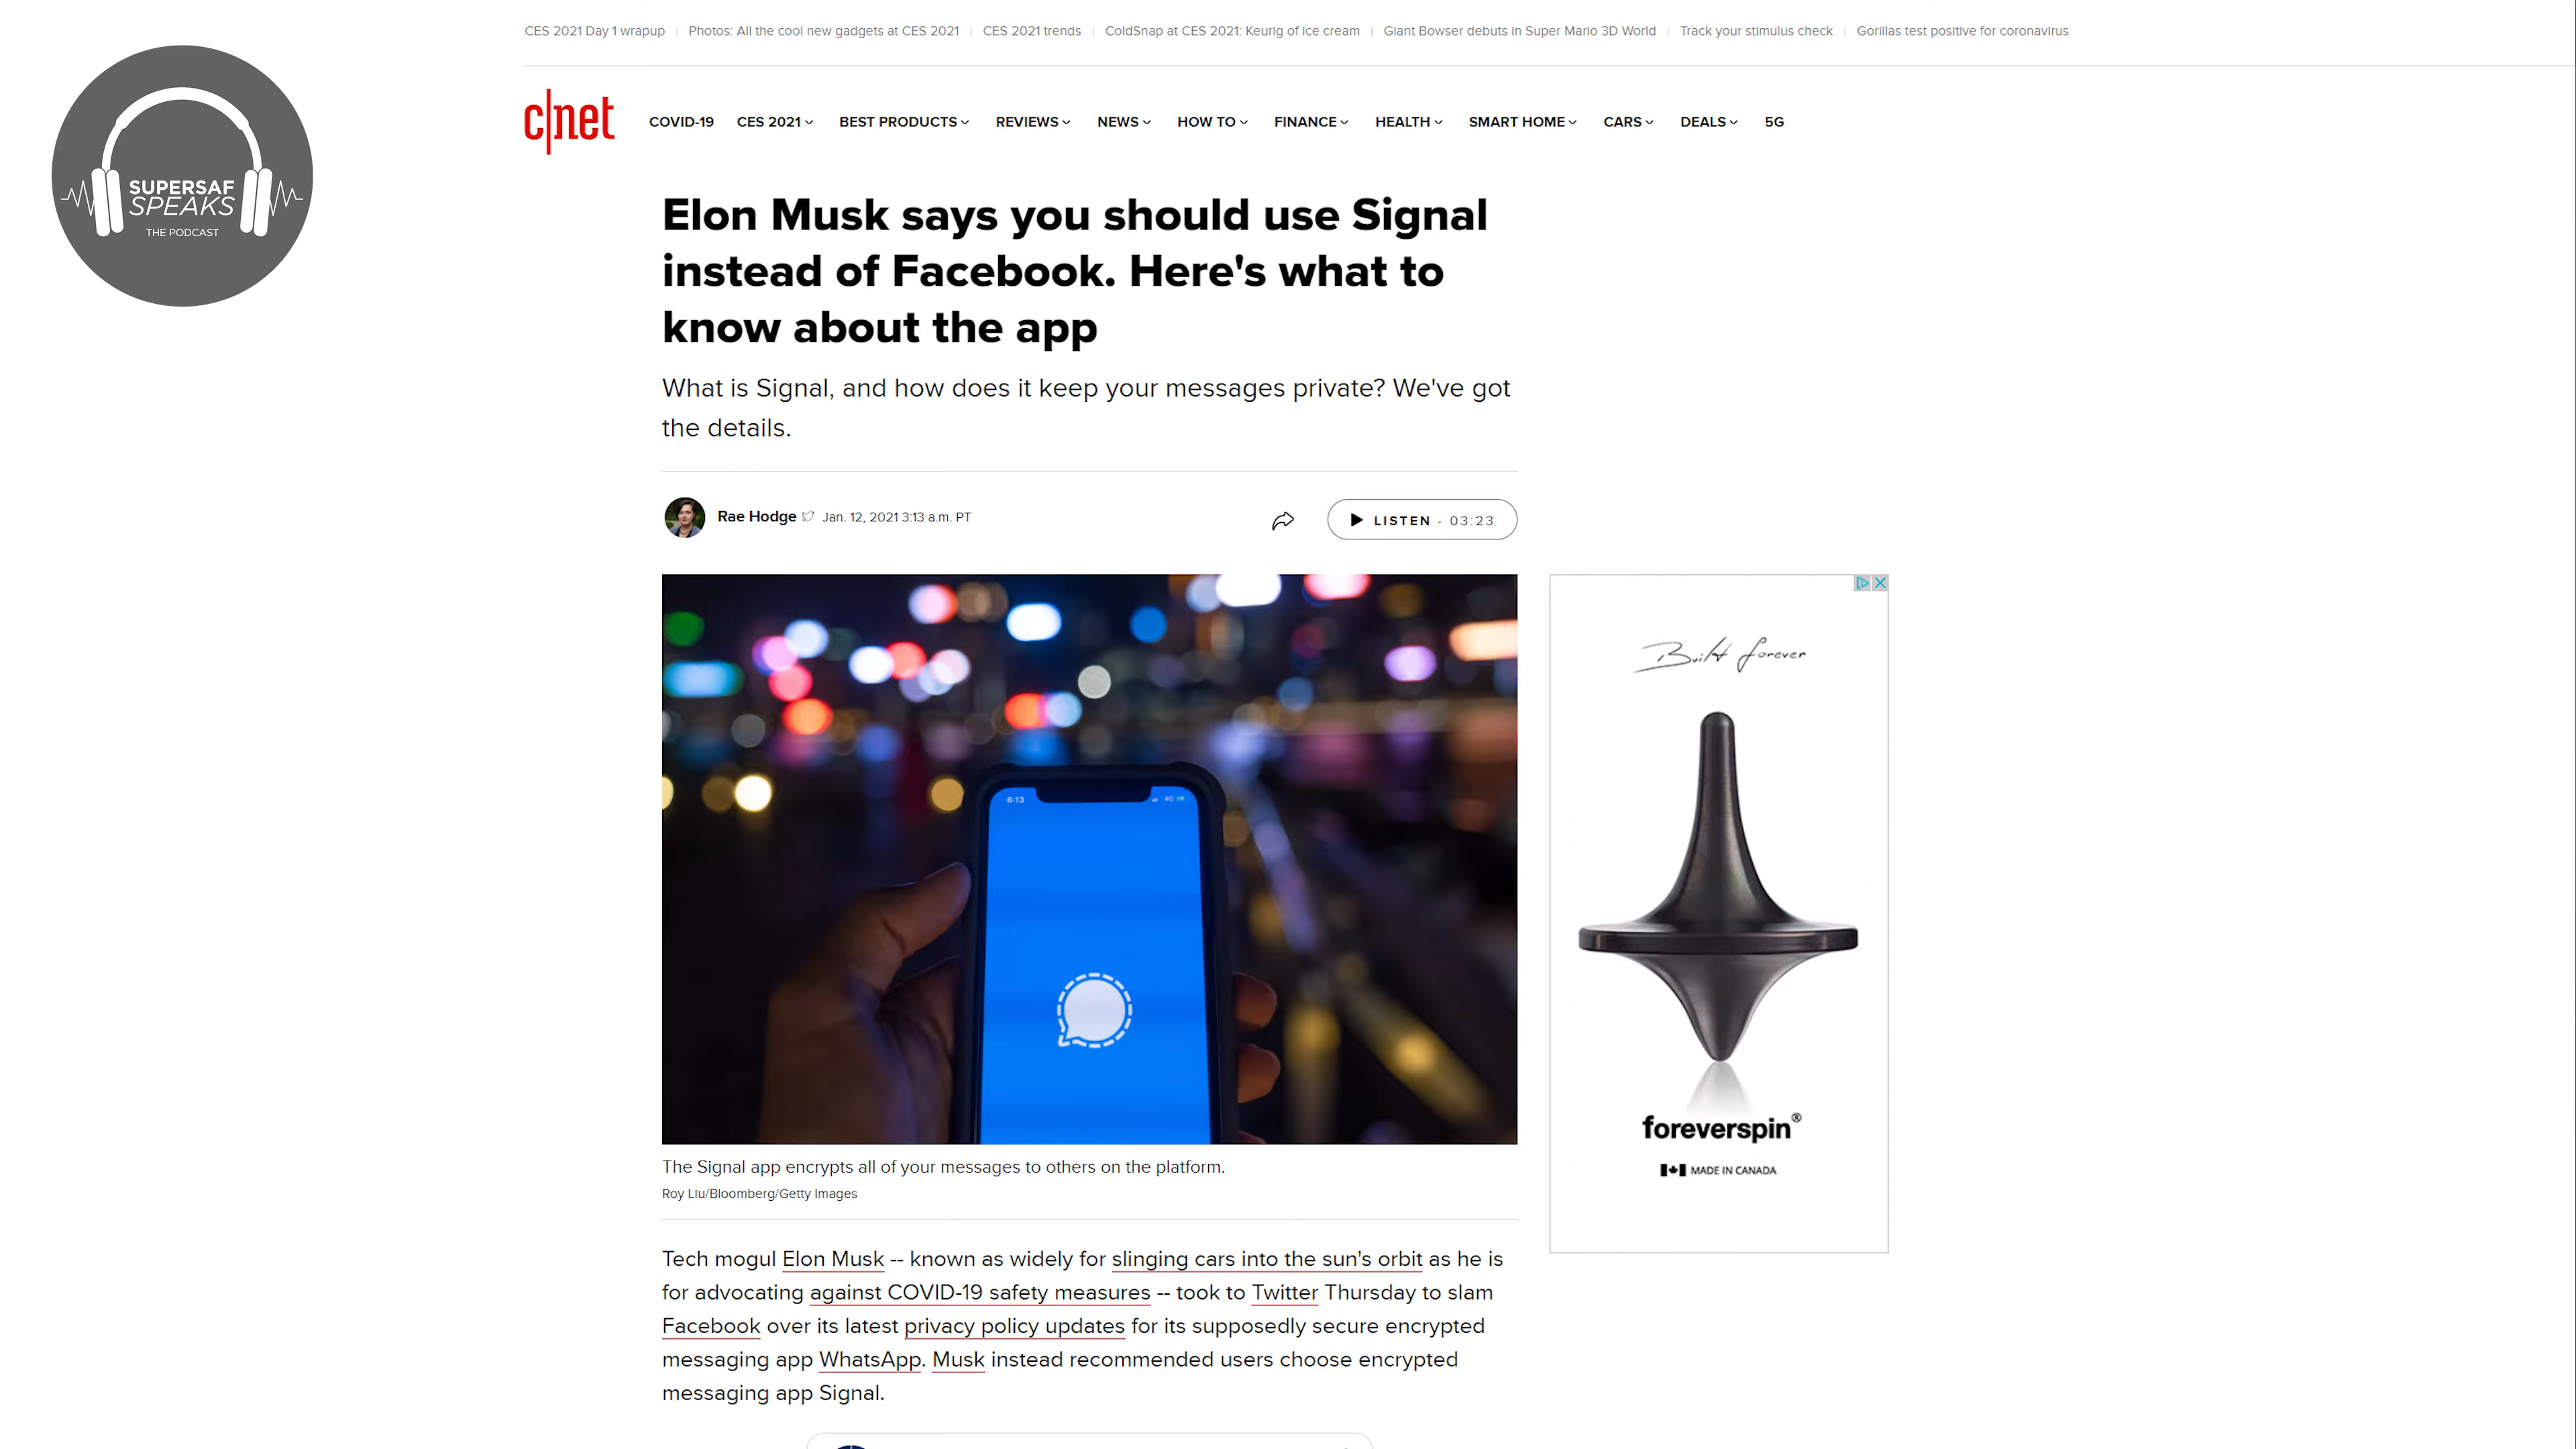 CES 2021 Day 1 wrapup | Photos: All the cool new gadgets at CES 2021 | CES 2021 trends | ColdSnap at CES 2021: Keurig of ice cream | Giant Bowser debuts in Super Mario 3D World | Track your stimulus check | Gorillas test positive for coronavirus
c|net
COVID-19 CES 2021 BEST PRODUCTS REVIEWS NEWS HOW TO FINANCE HEALTH SMART HOME CARS DEALS 5G
SUPERSAF
SPEAKS
THE PODCAST
Elon Musk says you should use Signal
instead of Facebook. Here's what to
know about the app
What is Signal, and how does it keep your messages private? We've got
the details.
Rae Hodge Jan. 12, 2021 3:13 a.m. PT
LISTEN - 03:23
6:13 4G
Built forever
foreverspin®
MADE IN CANADA
The Signal app encrypts all of your messages to others on the platform.
Roy Liu/Bloomberg/Getty Images
Tech mogul Elon Musk -- known as widely for slinging cars into the sun's orbit as he is
for advocating against COVID-19 safety measures -- took to Twitter Thursday to slam
Facebook over its latest privacy policy updates for its supposedly secure encrypted
messaging app WhatsApp. Musk instead recommended users choose encrypted
messaging app Signal.